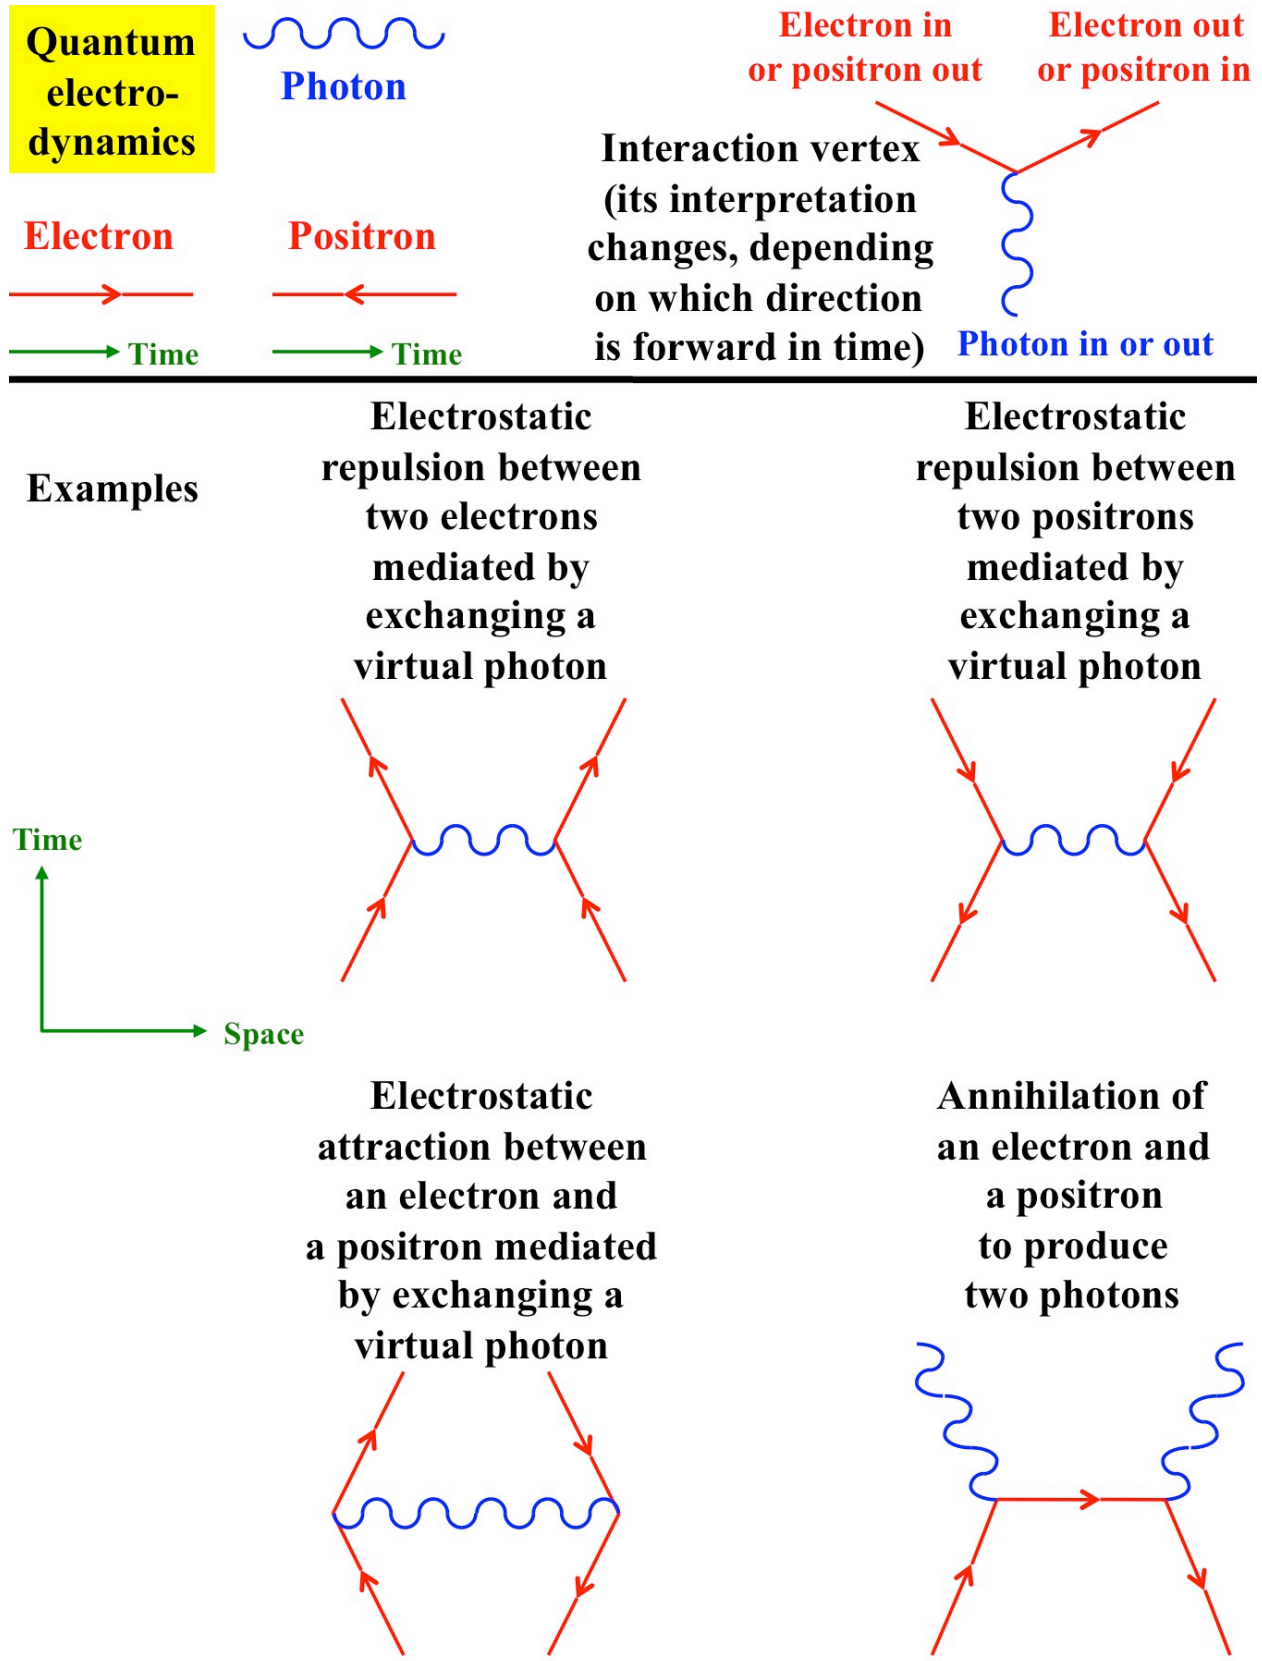 Quantum
electro-
dynamics
Photon
Electron in
or positron out
Electron out
or positron in
Interaction vertex
(its interpretation
changes, depending
on which direction
is forward in time)
Photon in or out
Electron
Time
Positron
Time
Examples
Electrostatic
repulsion between
two electrons
mediated by
exchanging a
virtual photon
Electrostatic
repulsion between
two positrons
mediated by
exchanging a
virtual photon
Time
Space
Electrostatic
attraction between
an electron and
a positron mediated
by exchanging a
virtual photon
Annihilation of
an electron and
a positron
to produce
two photons